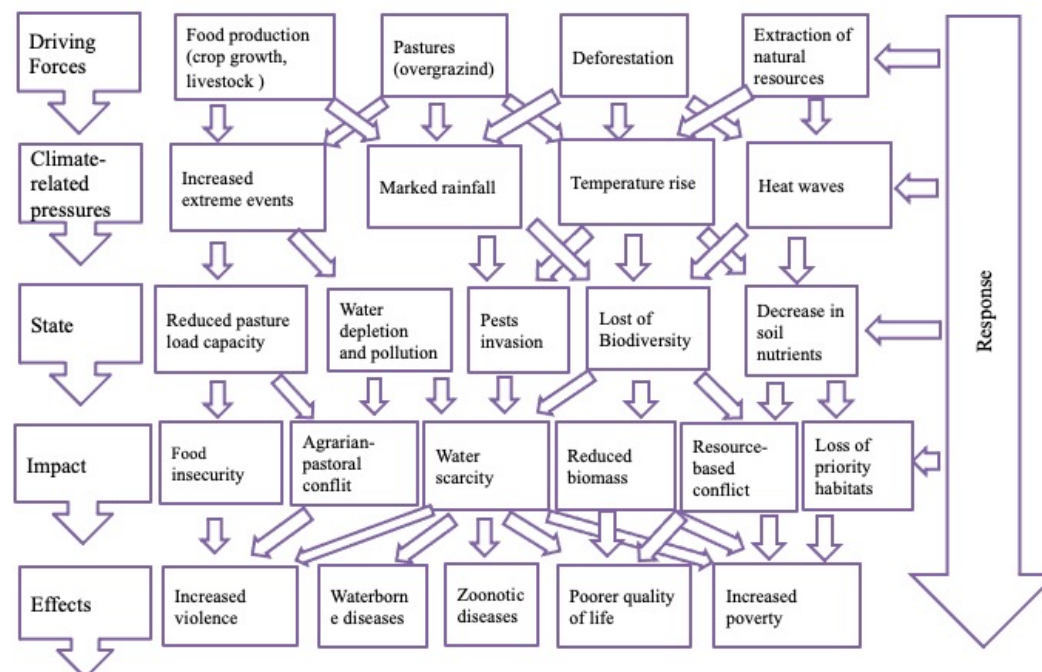 Driving
Forces
Food production
(crop growth,
livestock )
Pastures
(overgrazind)
Deforestation
Extraction of
natural
resources
Climate-
related
pressures
Increased
extreme events
Marked rainfall
Temperature rise
Heat waves
State
Reduced pasture
load capacity
Water
depletion
and pollution
Pests
invasion
Lost of
Biodiversity
Decrease in
soil
nutrients
Impact
Food
insecurity
Agrarian-
pastoral
conflit
Water
scarcity
Reduced
biomass
Resource-
based
conflict
Loss of
priority
habitats
Effects
Increased
violence
Waterborn
e diseases
Zoonotic
diseases
Poorer quality
of life
Increased
poverty
Response